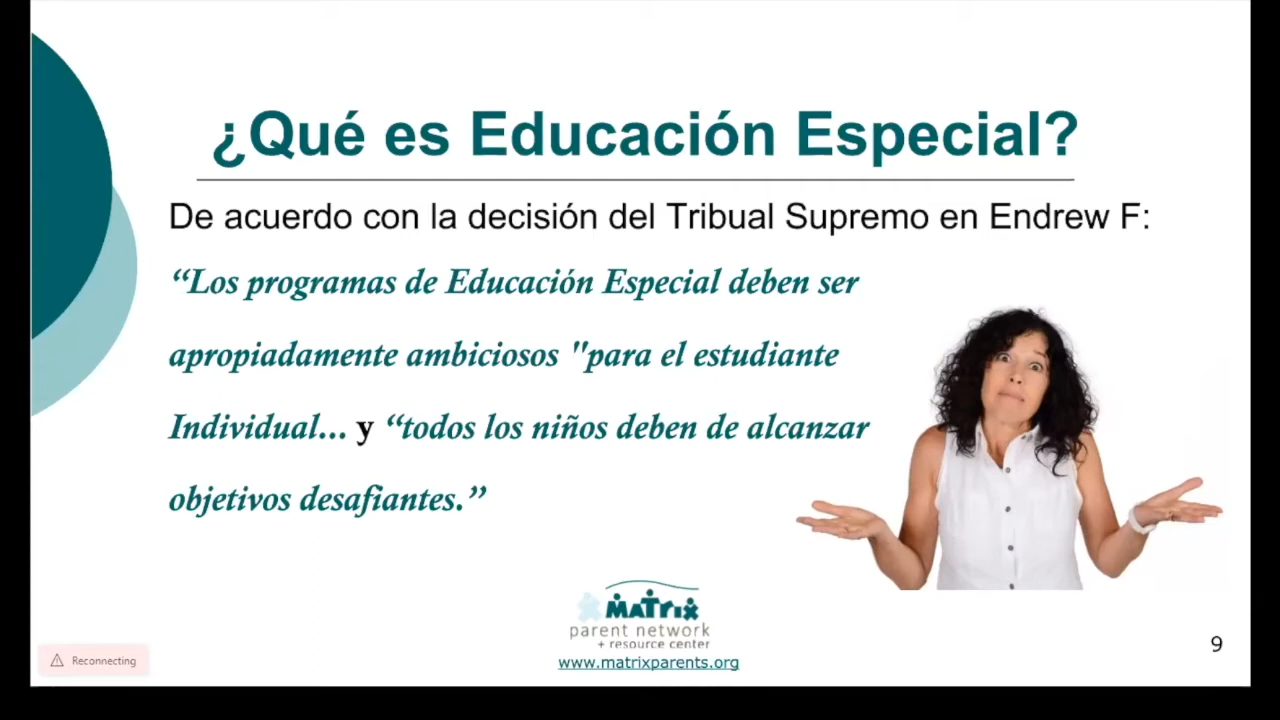 ¿Qué es Educación Especial?
De acuerdo con la decisión del Tribual Supremo en Endrew F:
“Los programas de Educación Especial deben ser
apropiadamente ambiciosos "para el estudiante
Individual... y “todos los niños deben de alcanzar
objetivos desafiantes.”
MATRIX
parent network
+ resource center
www.matrixparents.org
9
Reconnecting